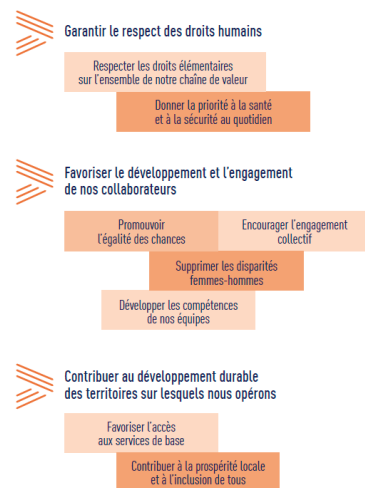 Garantir le respect des droits humains
Respecter les droits élémentaires
sur l'ensemble de notre chaîne de valeur
Donner la priorité à la santé
et à la sécurité au quotidien
Favoriser le développement et l'engagement
de nos collaborateurs
Promouvoir
l'égalité des chances
Encourager l'engagement
collectif
Supprimer les disparités
femmes-hommes
Développer les compétences
de nos équipes
Contribuer au développement durable
des territoires sur lesquels nous opérons
Favoriser l'accès
aux services de base
Contribuer à la prospérité locale
et à l'inclusion de tous